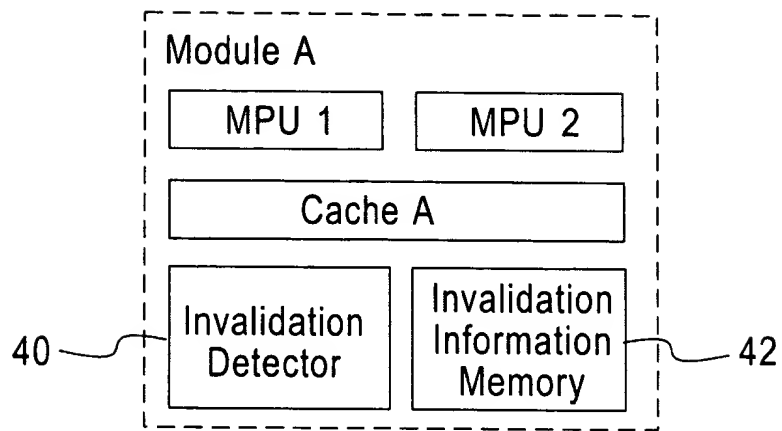 Module A
MPU 1
MPU 2
Cache A
Invalidation
Detector
Invalidation
Information
Memory
40
42